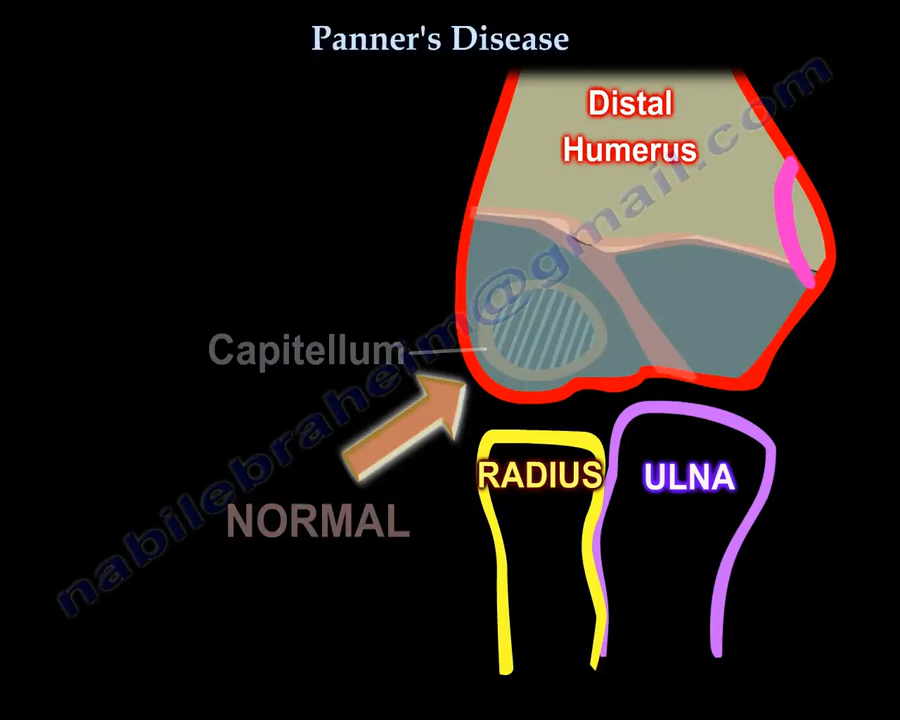 Panner's Disease
Distal
Humerus
Capitellum
NORMAL
RADIUS
ULNA
nabilebraheim@gmail.com